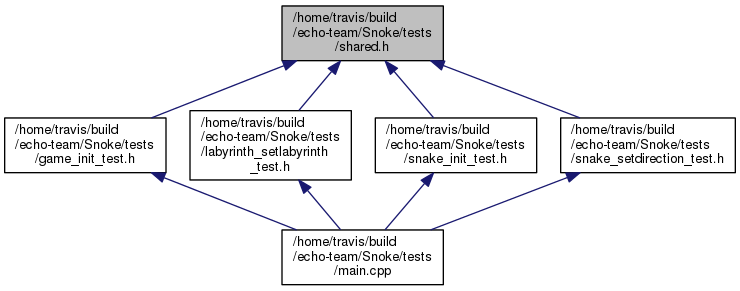 /home/travis/build
/echo-team/Snoke/tests
/shared.h
/home/travis/build
/echo-team/Snoke/tests
/game_init_test.h
/home/travis/build
/echo-team/Snoke/tests
/labyrinth_setlabyrinth
_test.h
/home/travis/build
/echo-team/Snoke/tests
/snake_init_test.h
/home/travis/build
/echo-team/Snoke/tests
/snake_setdirection_test.h
/home/travis/build
/echo-team/Snoke/tests
/main.cpp